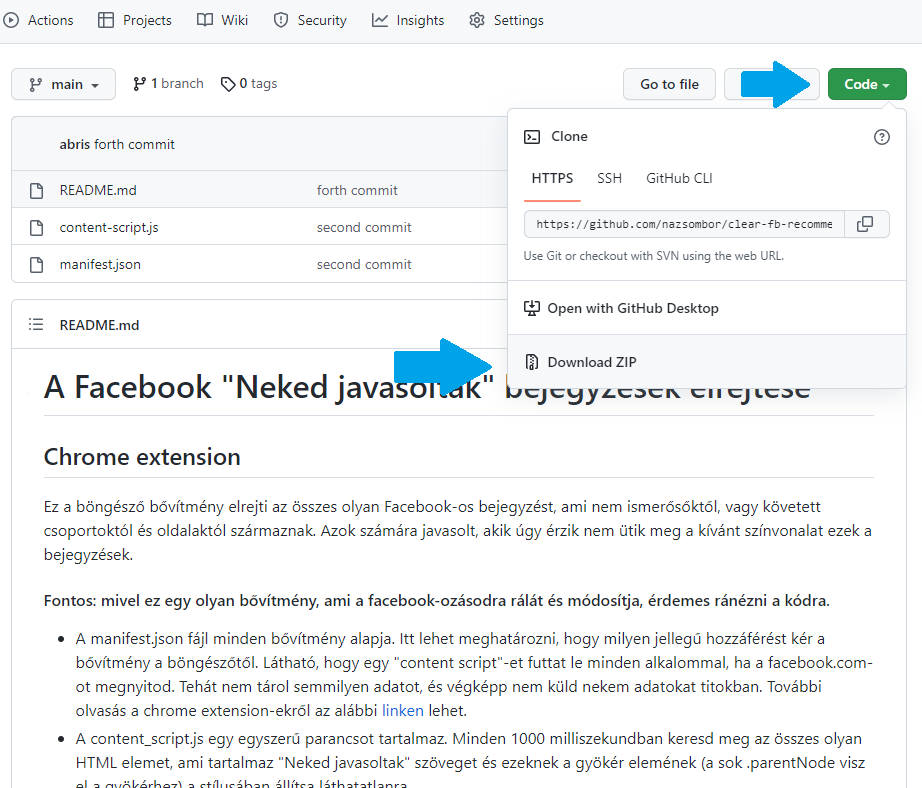 Actions Projects Wiki Security Insights Settings
main 1 branch 0 tags Go to file Code
Clone
HTTPS SSH GitHub CLI
https://github.com/nazsombor/clear-fb-recomme
Use Git or checkout with SVN using the web URL.
Open with GitHub Desktop
Download ZIP
abris forth commit
README.md forth commit
content-script.js second commit
manifest.json second commit
README.md
A Facebook "Neked javasoltak" bejegyzések elrejtése
Chrome extension
Ez a böngésző bővítmény elrejti az összes olyan Facebook-os bejegyzést, ami nem ismerősöktől, vagy követett
csoportoktól és oldalaktól származnak. Azok számára javasolt, akik úgy érzik nem ütik meg a kívánt színvonalat ezek a
bejegyzések.
Fontos: mivel ez egy olyan bővítmény, ami a facebook-ozásodra rálát és módosítja, érdemes ránézni a kódra.
A manifest.json fájl minden bővítmény alapja. Itt lehet meghatározni, hogy milyen jellegű hozzáférést kér a
bővítmény a böngészőtől. Látható, hogy egy "content script"-et futtat le minden alkalommal, ha a facebook.com-
ot megnyitod. Tehát nem tárol semmilyen adatot, és végképp nem küld nekem adatokat titokban. További
olvasás a chrome extension-ekről az alábbi linken lehet.
A content_script.js egy egyszerű parancsot tartalmaz. Minden 1000 milliszekundban keresd meg az összes olyan
HTML elemet, ami tartalmaz "Neked javasoltak" szöveget és ezeknek a gyökér elemének (a sok .parentNode visz
el a gyökérhez) a stílusában állítsa láthatatlanra.